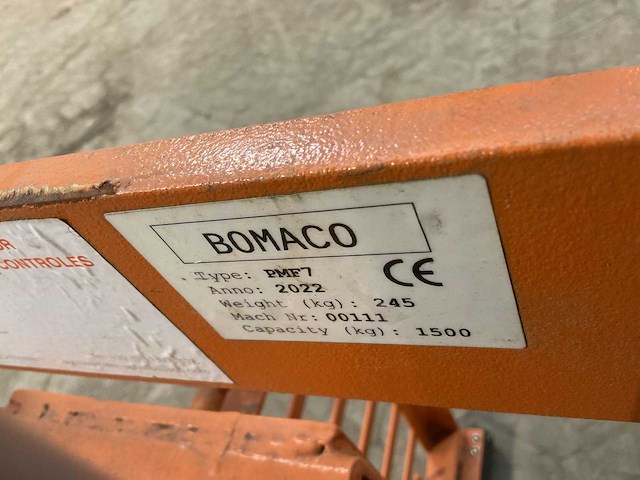 CONTROLES
BOMACO
Type: PMF7
CE
Anno: 2022
Weight (kg): 245
Mach Nr: 00111
Capacity (kg): 1500